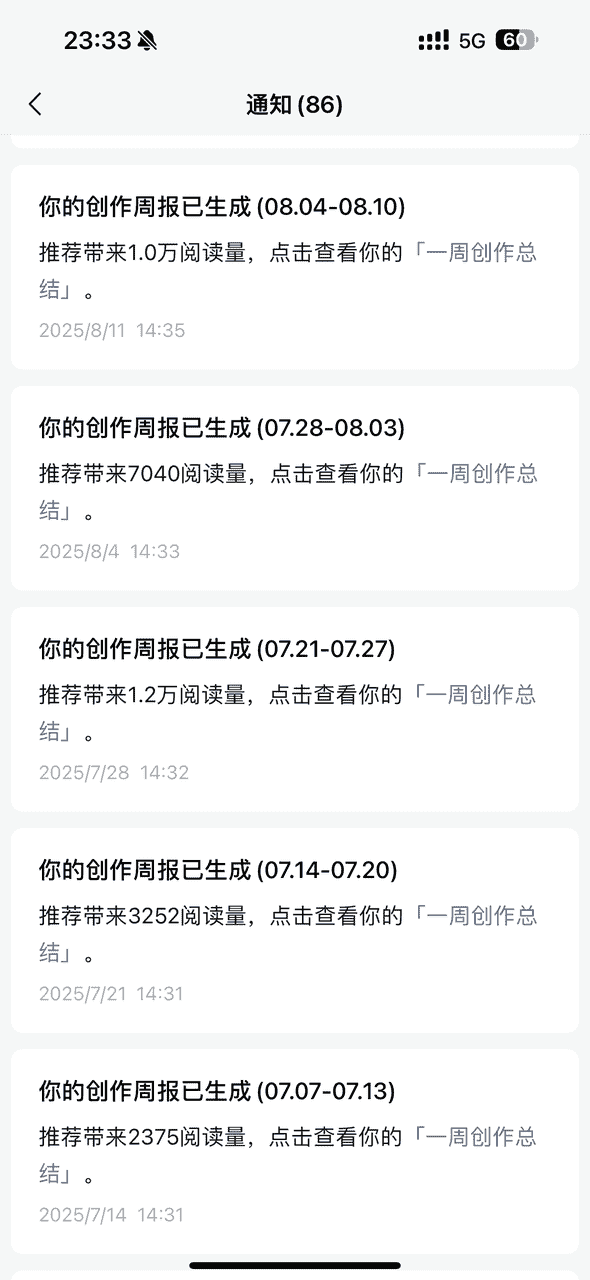 23:33
5G
60
通知 (86)
你的创作周报已生成 (08.04-08.10)
推荐带来1.0万阅读量，点击查看你的「一周创作总
结」。
2025/8/11 14:35
你的创作周报已生成 (07.28-08.03)
推荐带来7040阅读量，点击查看你的「一周创作总
结」。
2025/8/4 14:33
你的创作周报已生成 (07.21-07.27)
推荐带来1.2万阅读量，点击查看你的「一周创作总
结」。
2025/7/28 14:32
你的创作周报已生成 (07.14-07.20)
推荐带来3252阅读量，点击查看你的「一周创作总
结」。
2025/7/21 14:31
你的创作周报已生成 (07.07-07.13)
推荐带来2375阅读量，点击查看你的「一周创作总
结」。
2025/7/14 14:31